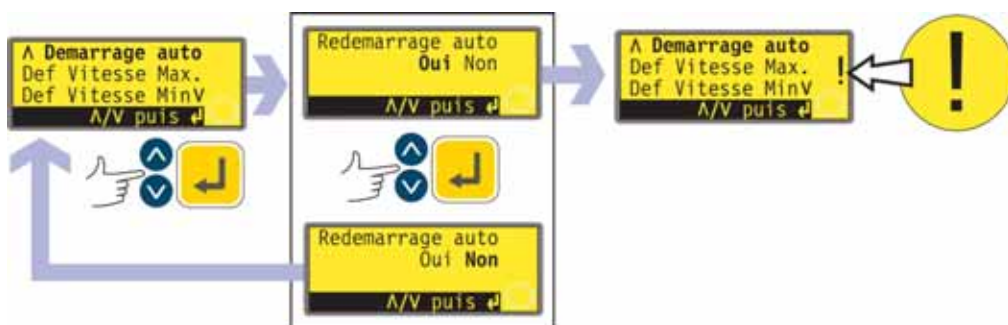 Λ Demarrage auto
Def Vitesse Max.
Def Vitesse MinV
Λ/V puis ↲
Redemarrage auto
Oui Non
Λ Demarrage auto
Def Vitesse Max. !
Def Vitesse MinV
Λ/V puis ↲
!
Redemarrage auto
Oui Non
Λ/V puis ↲